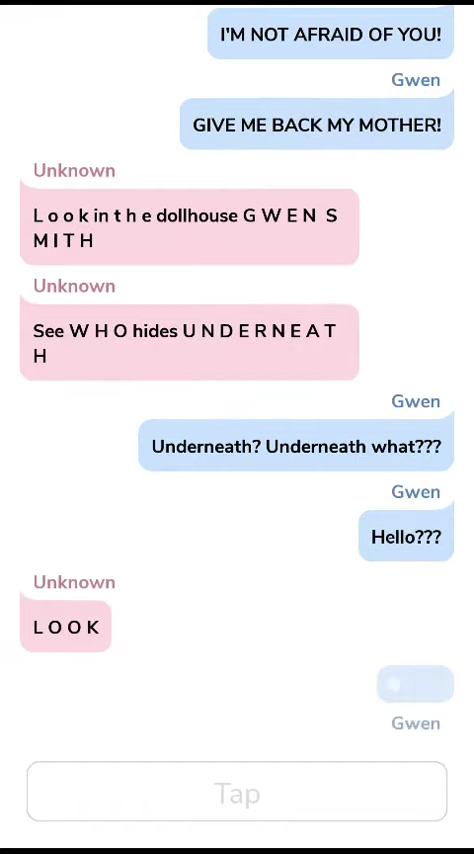 I'M NOT AFRAID OF YOU!
Gwen
GIVE ME BACK MY MOTHER!
Unknown
L o o k in t h e dollhouse G W E N S
M I T H
Unknown
See W H O hides U N D E R N E A T
H
Gwen
Underneath? Underneath what???
Gwen
Hello???
Unknown
L O O K
Gwen
Tap